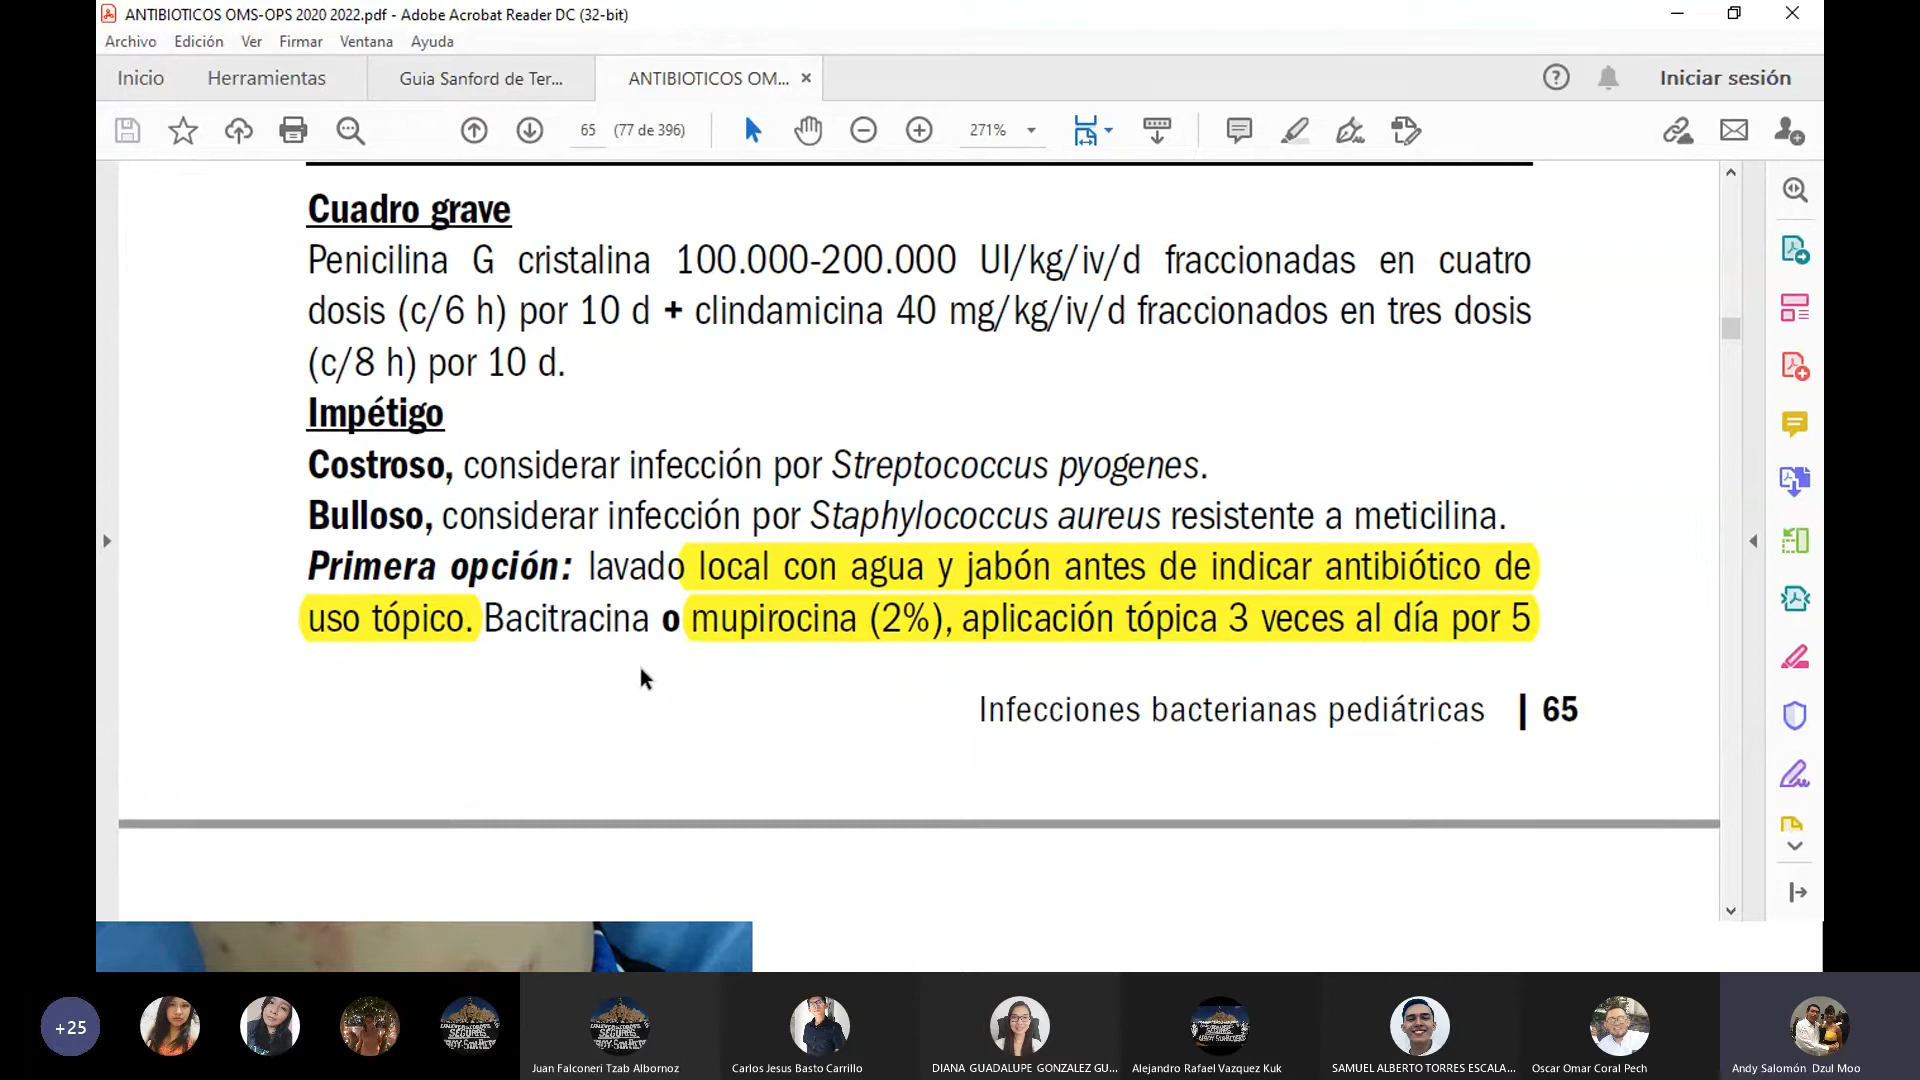 ANTIBIOTICOS OMS-OPS 2020 2022.pdf - Adobe Acrobat Reader DC (32-bit)
Archivo Edición Ver Firmar Ventana Ayuda
Inicio Herramientas Guia Sanford de Ter... ANTIBIOTICOS OM... Iniciar sesión
65 (77 de 396) 271%
Cuadro grave
Penicilina G cristalina 100.000-200.000 UI/kg/iv/d fraccionadas en cuatro
dosis (c/6 h) por 10 d + clindamicina 40 mg/kg/iv/d fraccionados en tres dosis
(c/8 h) por 10 d.
Impétigo
Costroso, considerar infección por Streptococcus pyogenes.
Bulloso, considerar infección por Staphylococcus aureus resistente a meticilina.
Primera opción: lavado local con agua y jabón antes de indicar antibiótico de
uso tópico. Bacitracina o mupirocina (2%), aplicación tópica 3 veces al día por 5
Infecciones bacterianas pediátricas | 65
+25
Juan Falconeri Tzab Albornoz
Carlos Jesus Basto Carrillo
DIANA GUADALUPE GONZALEZ GU...
Alejandro Rafael Vazquez Kuk
SAMUEL ALBERTO TORRES ESCALA...
Oscar Omar Coral Pech
Andy Salomón Dzul Moo